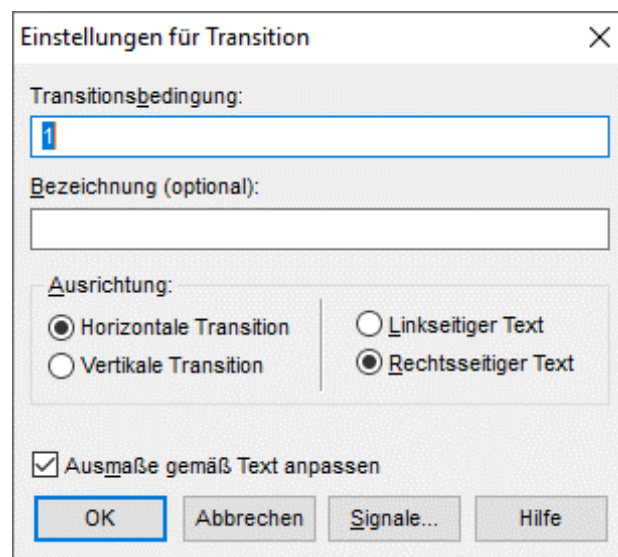 Einstellungen für Transition
Transitionsbedingung:
1
Bezeichnung (optional):
Ausrichtung:
Horizontale Transition
Linkseitiger Text
Vertikale Transition
Rechtsseitiger Text
Ausmaße gemäß Text anpassen
OK
Abbrechen
Signale...
Hilfe